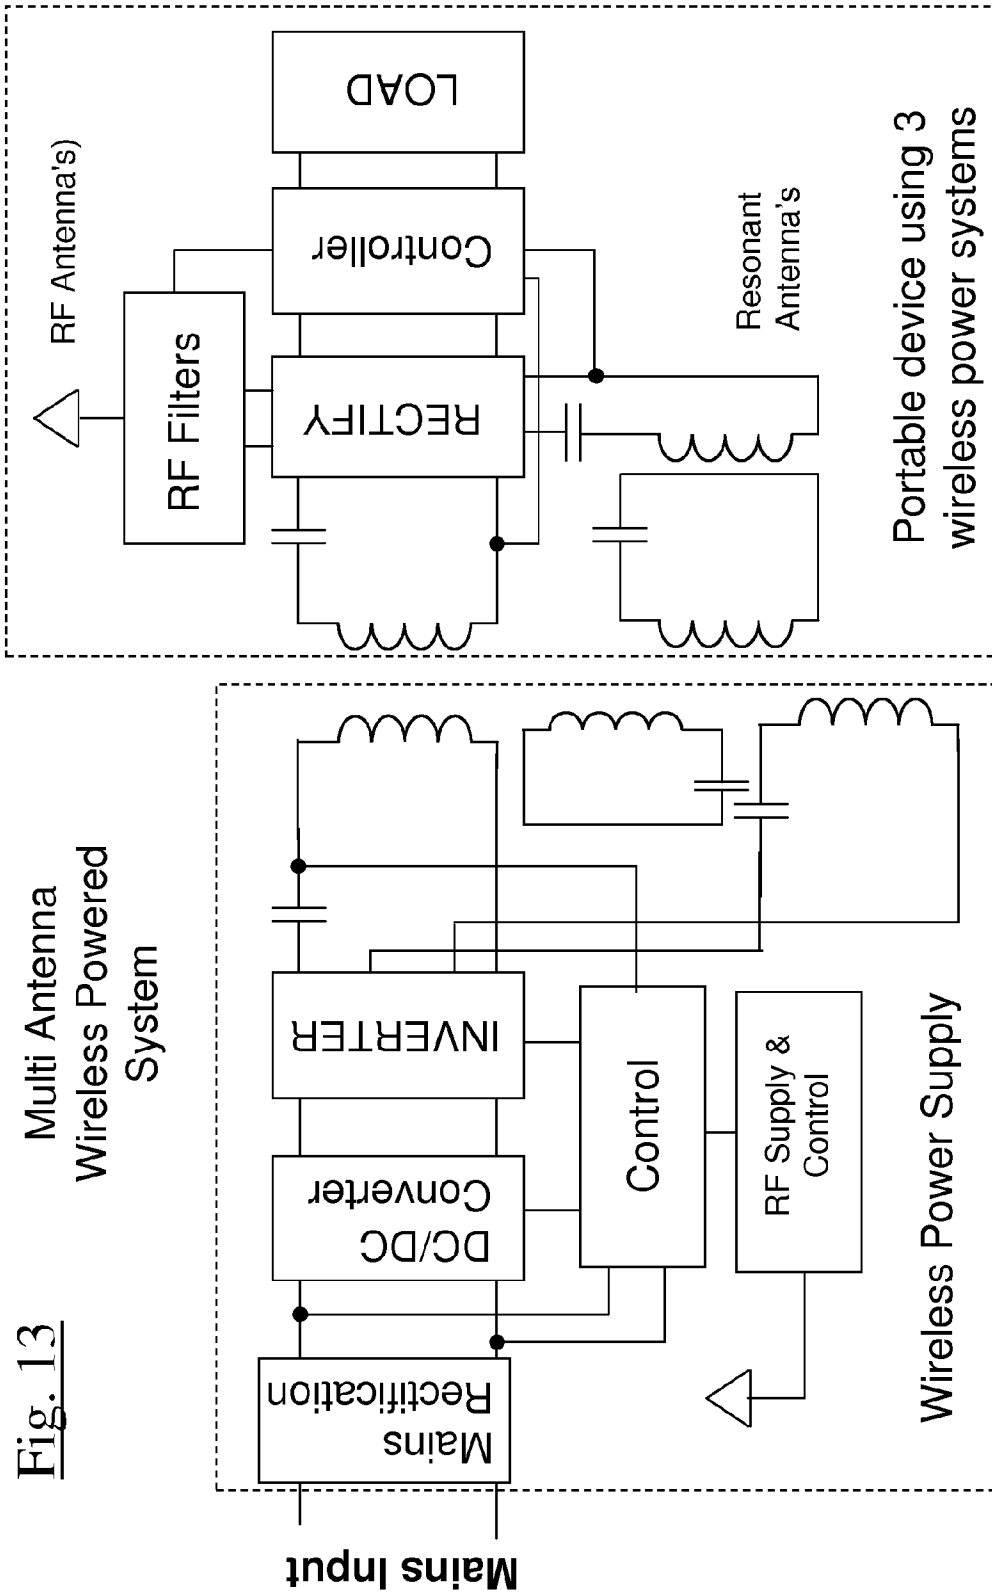 Fig. 13
Multi Antenna
Wireless Powered
System
Mains Input
Mains
Rectification
DC/DC
Converter
INVERTER
Control
RF Supply &
Control
Wireless Power Supply
RF Antenna's)
RF Filters
RECTIFY
Controller
LOAD
Resonant
Antenna's
Portable device using 3
wireless power systems